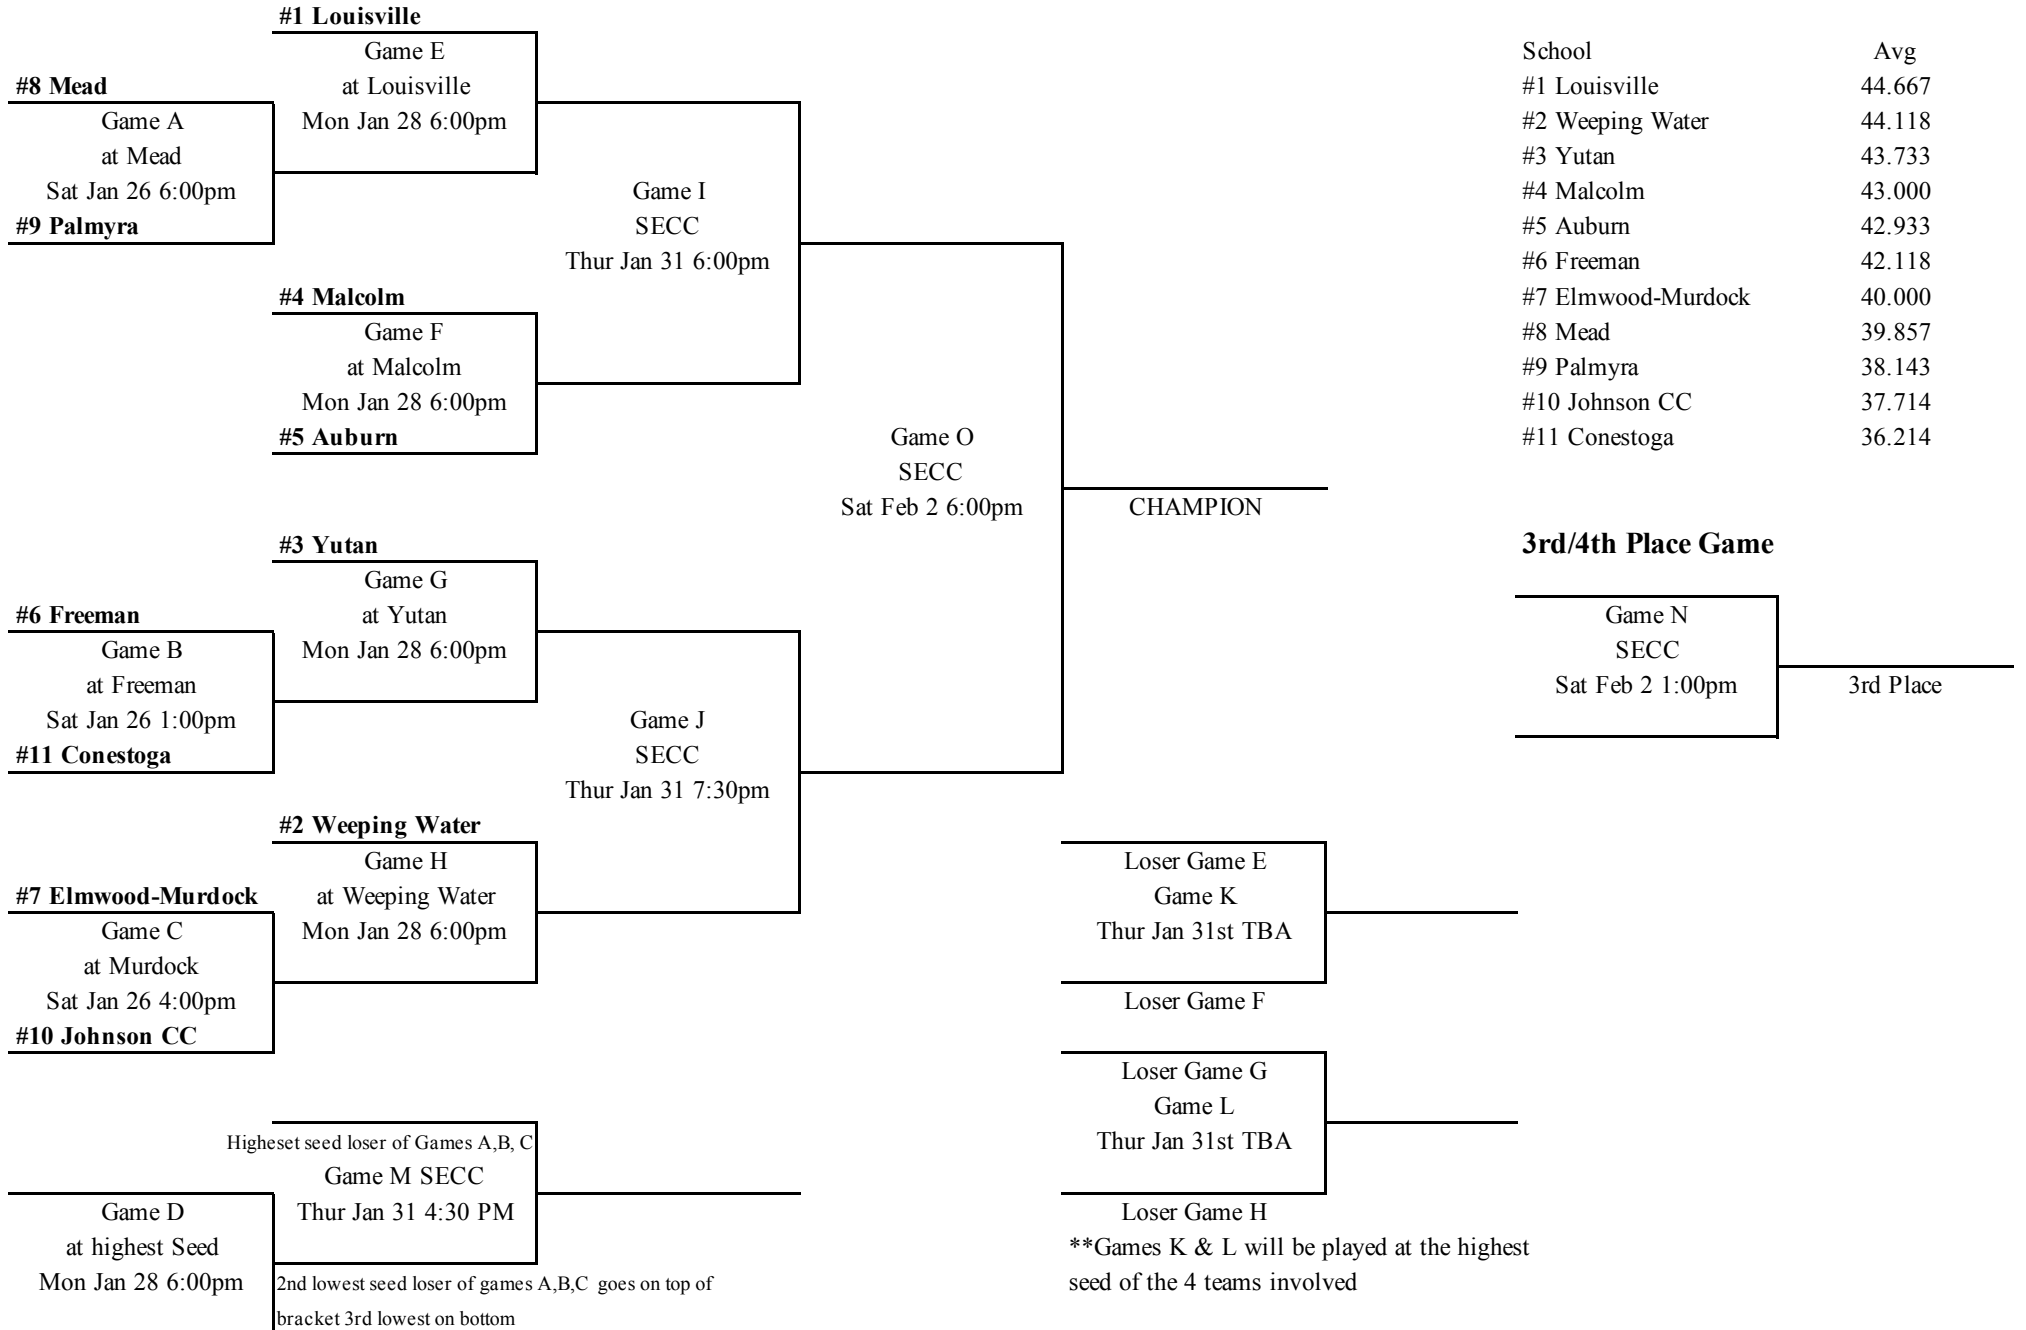 #1 Louisville
Game E
at Louisville
Mon Jan 28 6:00pm
#8 Mead
Game A
at Mead
Sat Jan 26 6:00pm
#9 Palmyra
Game I
SECC
Thur Jan 31 6:00pm
#4 Malcolm
Game F
at Malcolm
Mon Jan 28 6:00pm
#5 Auburn
Game O
SECC
Sat Feb 2 6:00pm
CHAMPION
#3 Yutan
Game G
at Yutan
Mon Jan 28 6:00pm
#6 Freeman
Game B
at Freeman
Sat Jan 26 1:00pm
#11 Conestoga
Game J
SECC
Thur Jan 31 7:30pm
#2 Weeping Water
Game H
at Weeping Water
Mon Jan 28 6:00pm
#7 Elmwood-Murdock
Game C
at Murdock
Sat Jan 26 4:00pm
#10 Johnson CC
Higheset seed loser of Games A,B, C
Game M SECC
Thur Jan 31 4:30 PM
Game D
at highest Seed
Mon Jan 28 6:00pm
2nd lowest seed loser of games A,B,C goes on top of
bracket 3rd lowest on bottom
School Avg
#1 Louisville 44.667
#2 Weeping Water 44.118
#3 Yutan 43.733
#4 Malcolm 43.000
#5 Auburn 42.933
#6 Freeman 42.118
#7 Elmwood-Murdock 40.000
#8 Mead 39.857
#9 Palmyra 38.143
#10 Johnson CC 37.714
#11 Conestoga 36.214
3rd/4th Place Game
Game N
SECC
Sat Feb 2 1:00pm
3rd Place
Loser Game E
Game K
Thur Jan 31st TBA
Loser Game F
Loser Game G
Game L
Thur Jan 31st TBA
Loser Game H
**Games K & L will be played at the highest
seed of the 4 teams involved